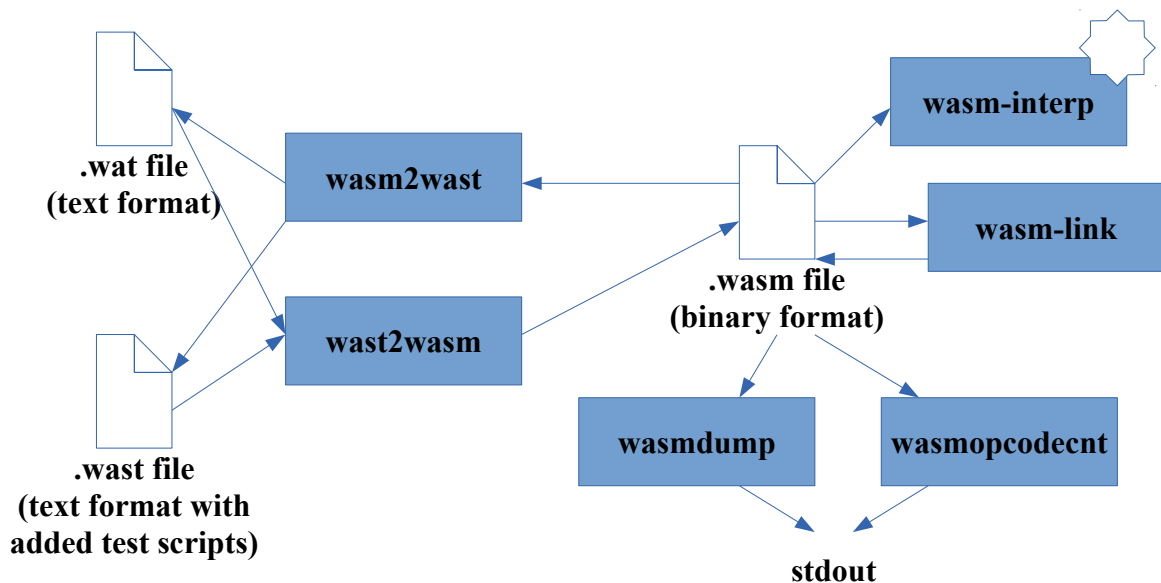 wasm-interp
.wat file
(text format)
wasm2wast
wasm-link
.wasm file
(binary format)
wast2wasm
wasmdump
wasmopcodecnt
.wast file
(text format with
added test scripts)
stdout